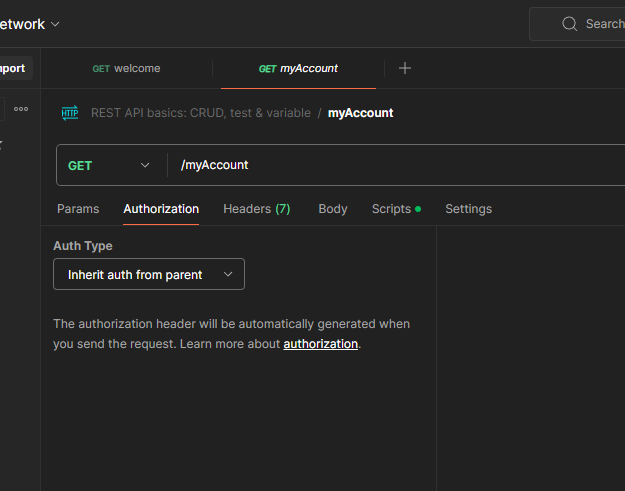 etwork
Search
port
GET welcome
GET myAccount
HTTP REST API basics: CRUD, test & variable / myAccount
GET /myAccount
Params Authorization Headers (7) Body Scripts Settings
Auth Type
Inherit auth from parent
The authorization header will be automatically generated when
you send the request. Learn more about authorization.